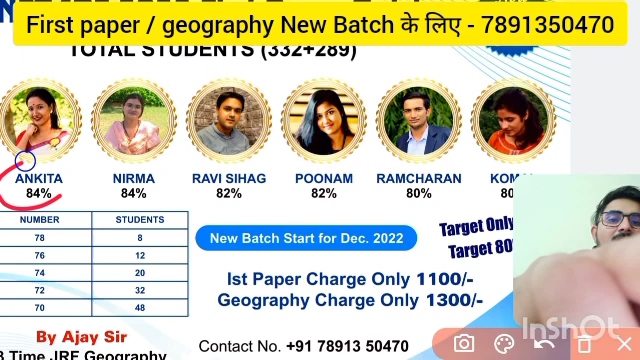 First paper / geography New Batch के लिए - 7891350470
TOTAL STUDENTS (332+289)
ANKITA NIRMA RAVI SIHAG POONAM RAMCHARAN
84% 84% 82% 82% 80%
NUMBER STUDENTS
78 8
76 12
74 20
72 32
70 48
New Batch Start for Dec. 2022
Target Only
Target
Ist Paper Charge Only 1100/-
Geography Charge Only 1300/-
By Ajay Sir
Time JRF Geography
Contact No. +91 78913 50470
InShOt